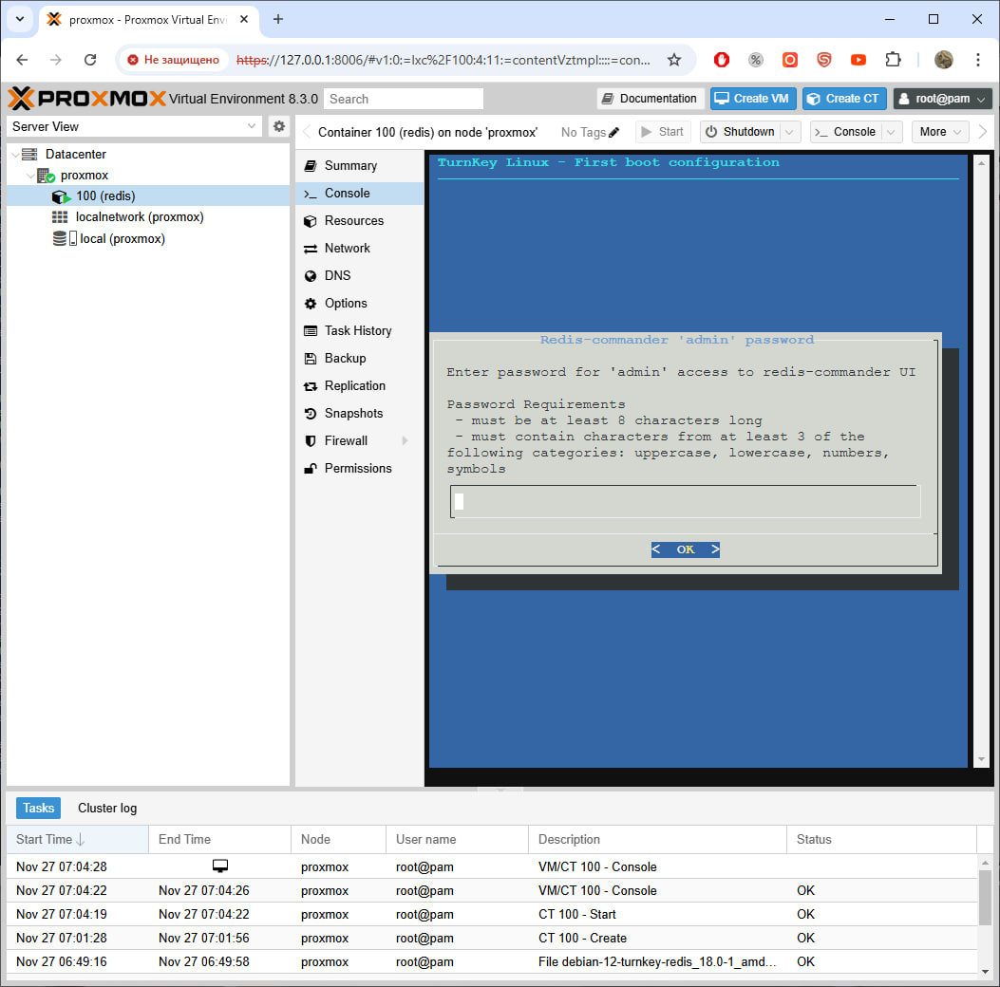 proxmox - Proxmox Virtual Envi
Не защищено https://127.0.0.1:8006/#v1:0:=lxc%2F100:4:11:=contentVztmpl::::=con...
PROXMOX Virtual Environment 8.3.0 Search Documentation Create VM Create CT root@pam
Server View
Container 100 (redis) on node 'proxmox' No Tags Start Shutdown Console More
Datacenter
proxmox
100 (redis)
localnetwork (proxmox)
local (proxmox)
Summary
Console
Resources
Network
DNS
Options
Task History
Backup
Replication
Snapshots
Firewall
Permissions
TurnKey Linux - First boot configuration
Redis-commander 'admin' password
Enter password for 'admin' access to redis-commander UI
Password Requirements
- must be at least 8 characters long
- must contain characters from at least 3 of the
following categories: uppercase, lowercase, numbers,
symbols
< OK >
Tasks Cluster log
Start Time End Time Node User name Description Status
Nov 27 07:04:28 proxmox root@pam VM/CT 100 - Console
Nov 27 07:04:22 Nov 27 07:04:26 proxmox root@pam VM/CT 100 - Console OK
Nov 27 07:04:19 Nov 27 07:04:22 proxmox root@pam CT 100 - Start OK
Nov 27 07:01:28 Nov 27 07:01:56 proxmox root@pam CT 100 - Create OK
Nov 27 06:49:16 Nov 27 06:49:58 proxmox root@pam File debian-12-turnkey-redis_18.0-1_amd... OK